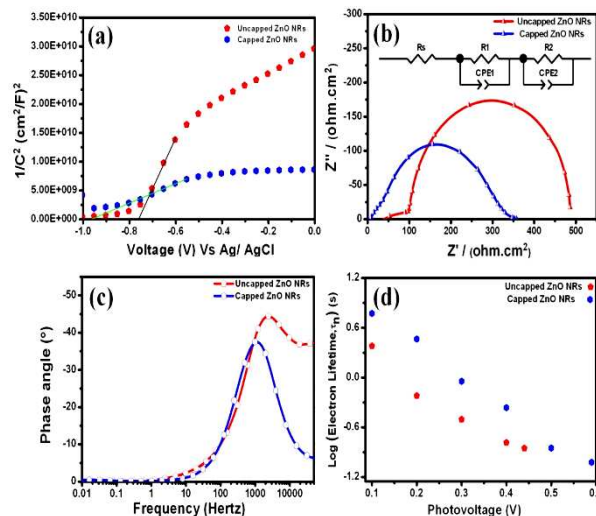 (a)
Uncapped ZnO NRs
Capped ZnO NRs
1/C² (cm²/F)²
3.50E+010
3.00E+010
2.50E+010
2.00E+010
1.50E+010
1.00E+010
5.00E+009
0.00E+000
-1.0 -0.8 -0.6 -0.4 -0.2 0.0
Voltage (V) Vs Ag/ AgCl
(b)
Uncapped ZnO NRs
Capped ZnO NRs
Rs R1 R2
CPE1 CPE2
Z'' / (ohm.cm²)
-250
-200
-150
-100
-50
0
0 100 200 300 400 500
Z' / (ohm.cm²)
(c)
Uncapped ZnO NRs
Capped ZnO NRs
Phase angle (°)
-50
-40
-30
-20
-10
0
0.01 0.1 1 10 100 1000 10000
Frequency (Hertz)
(d)
Uncapped ZnO NRs
Capped ZnO NRs
Log (Electron Lifetime, τn) (s)
1.2
0.6
0.0
-0.6
-1.2
0.1 0.2 0.3 0.4 0.5
Photovoltage (V)